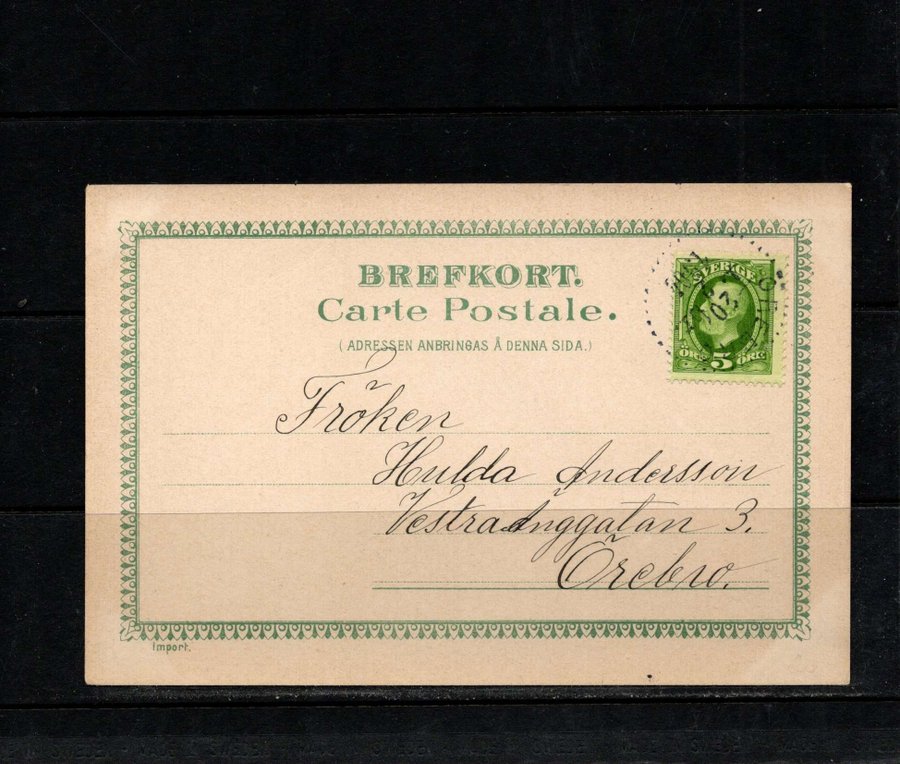 BREFKORT.
Carte Postale.
(ADRESSEN ANBRINGAS Å DENNA SIDA.)
SVERIGE
ÖRE 5 ÖRE
Fröken
Hulda Andersson
Vestra Änggatan 3.
Örebro.
Import.